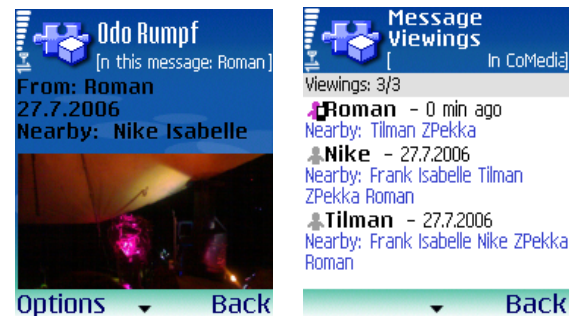 Odo Rumpf
[n this message: Roman]
From: Roman
27.7.2006
Nearby: Nike Isabelle
Options
Back
Message
Viewings
[ In CoMedia]
Viewings: 3/3
Roman - 0 min ago
Nearby: Tilman ZPekka
Nike - 27.7.2006
Nearby: Frank Isabelle Tilman
ZPekka Roman
Tilman - 27.7.2006
Nearby: Frank Isabelle Nike ZPekka
Roman
Back